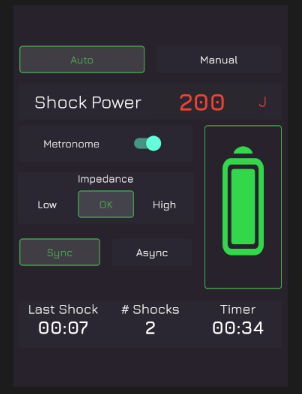 Auto Manual
Shock Power 200 J
Metronome
Impedance
Low OK High
Sync Async
Last Shock # Shocks Timer
00:07 2 00:34